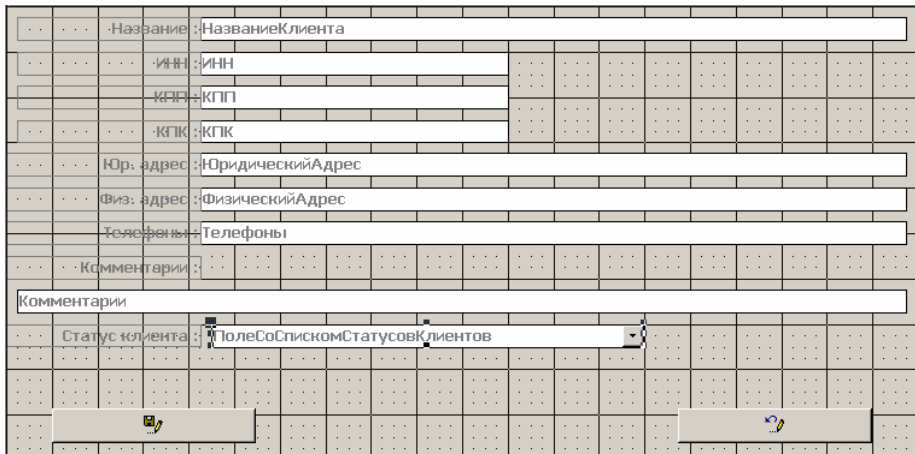 Название : НазваниеКлиента
ИНН : ИНН
КПП : КПП
КПК : КПК
Юр. адрес : ЮридическийАдрес
Физ. адрес : ФизическийАдрес
Телефоны : Телефоны
Комментарии :
Комментарии
Статус клиента : ПолеСоСпискомСтатусовКлиентов